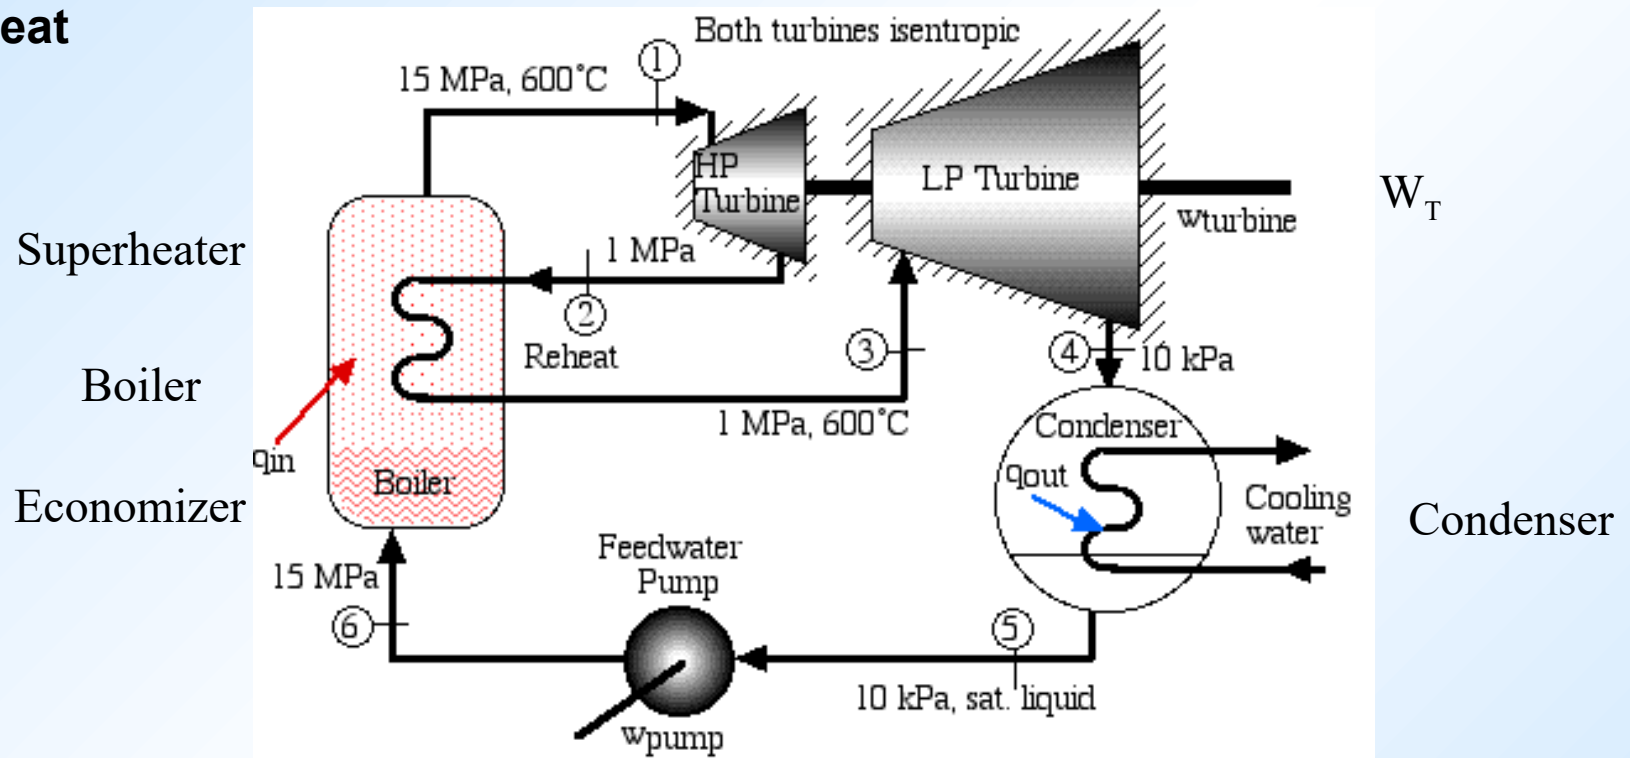 eat
Both turbines isentropic
1
15 MPa, 600°C
HP
Turbine
LP Turbine
W_T
wturbine
Superheater
1 MPa
2
Reheat
3
4
10 kPa
Boiler
1 MPa, 600°C
Condenser
qin
qout
Boiler
Cooling
water
Economizer
Condenser
Feedwater
Pump
15 MPa
6
5
10 kPa, sat. liquid
wpump